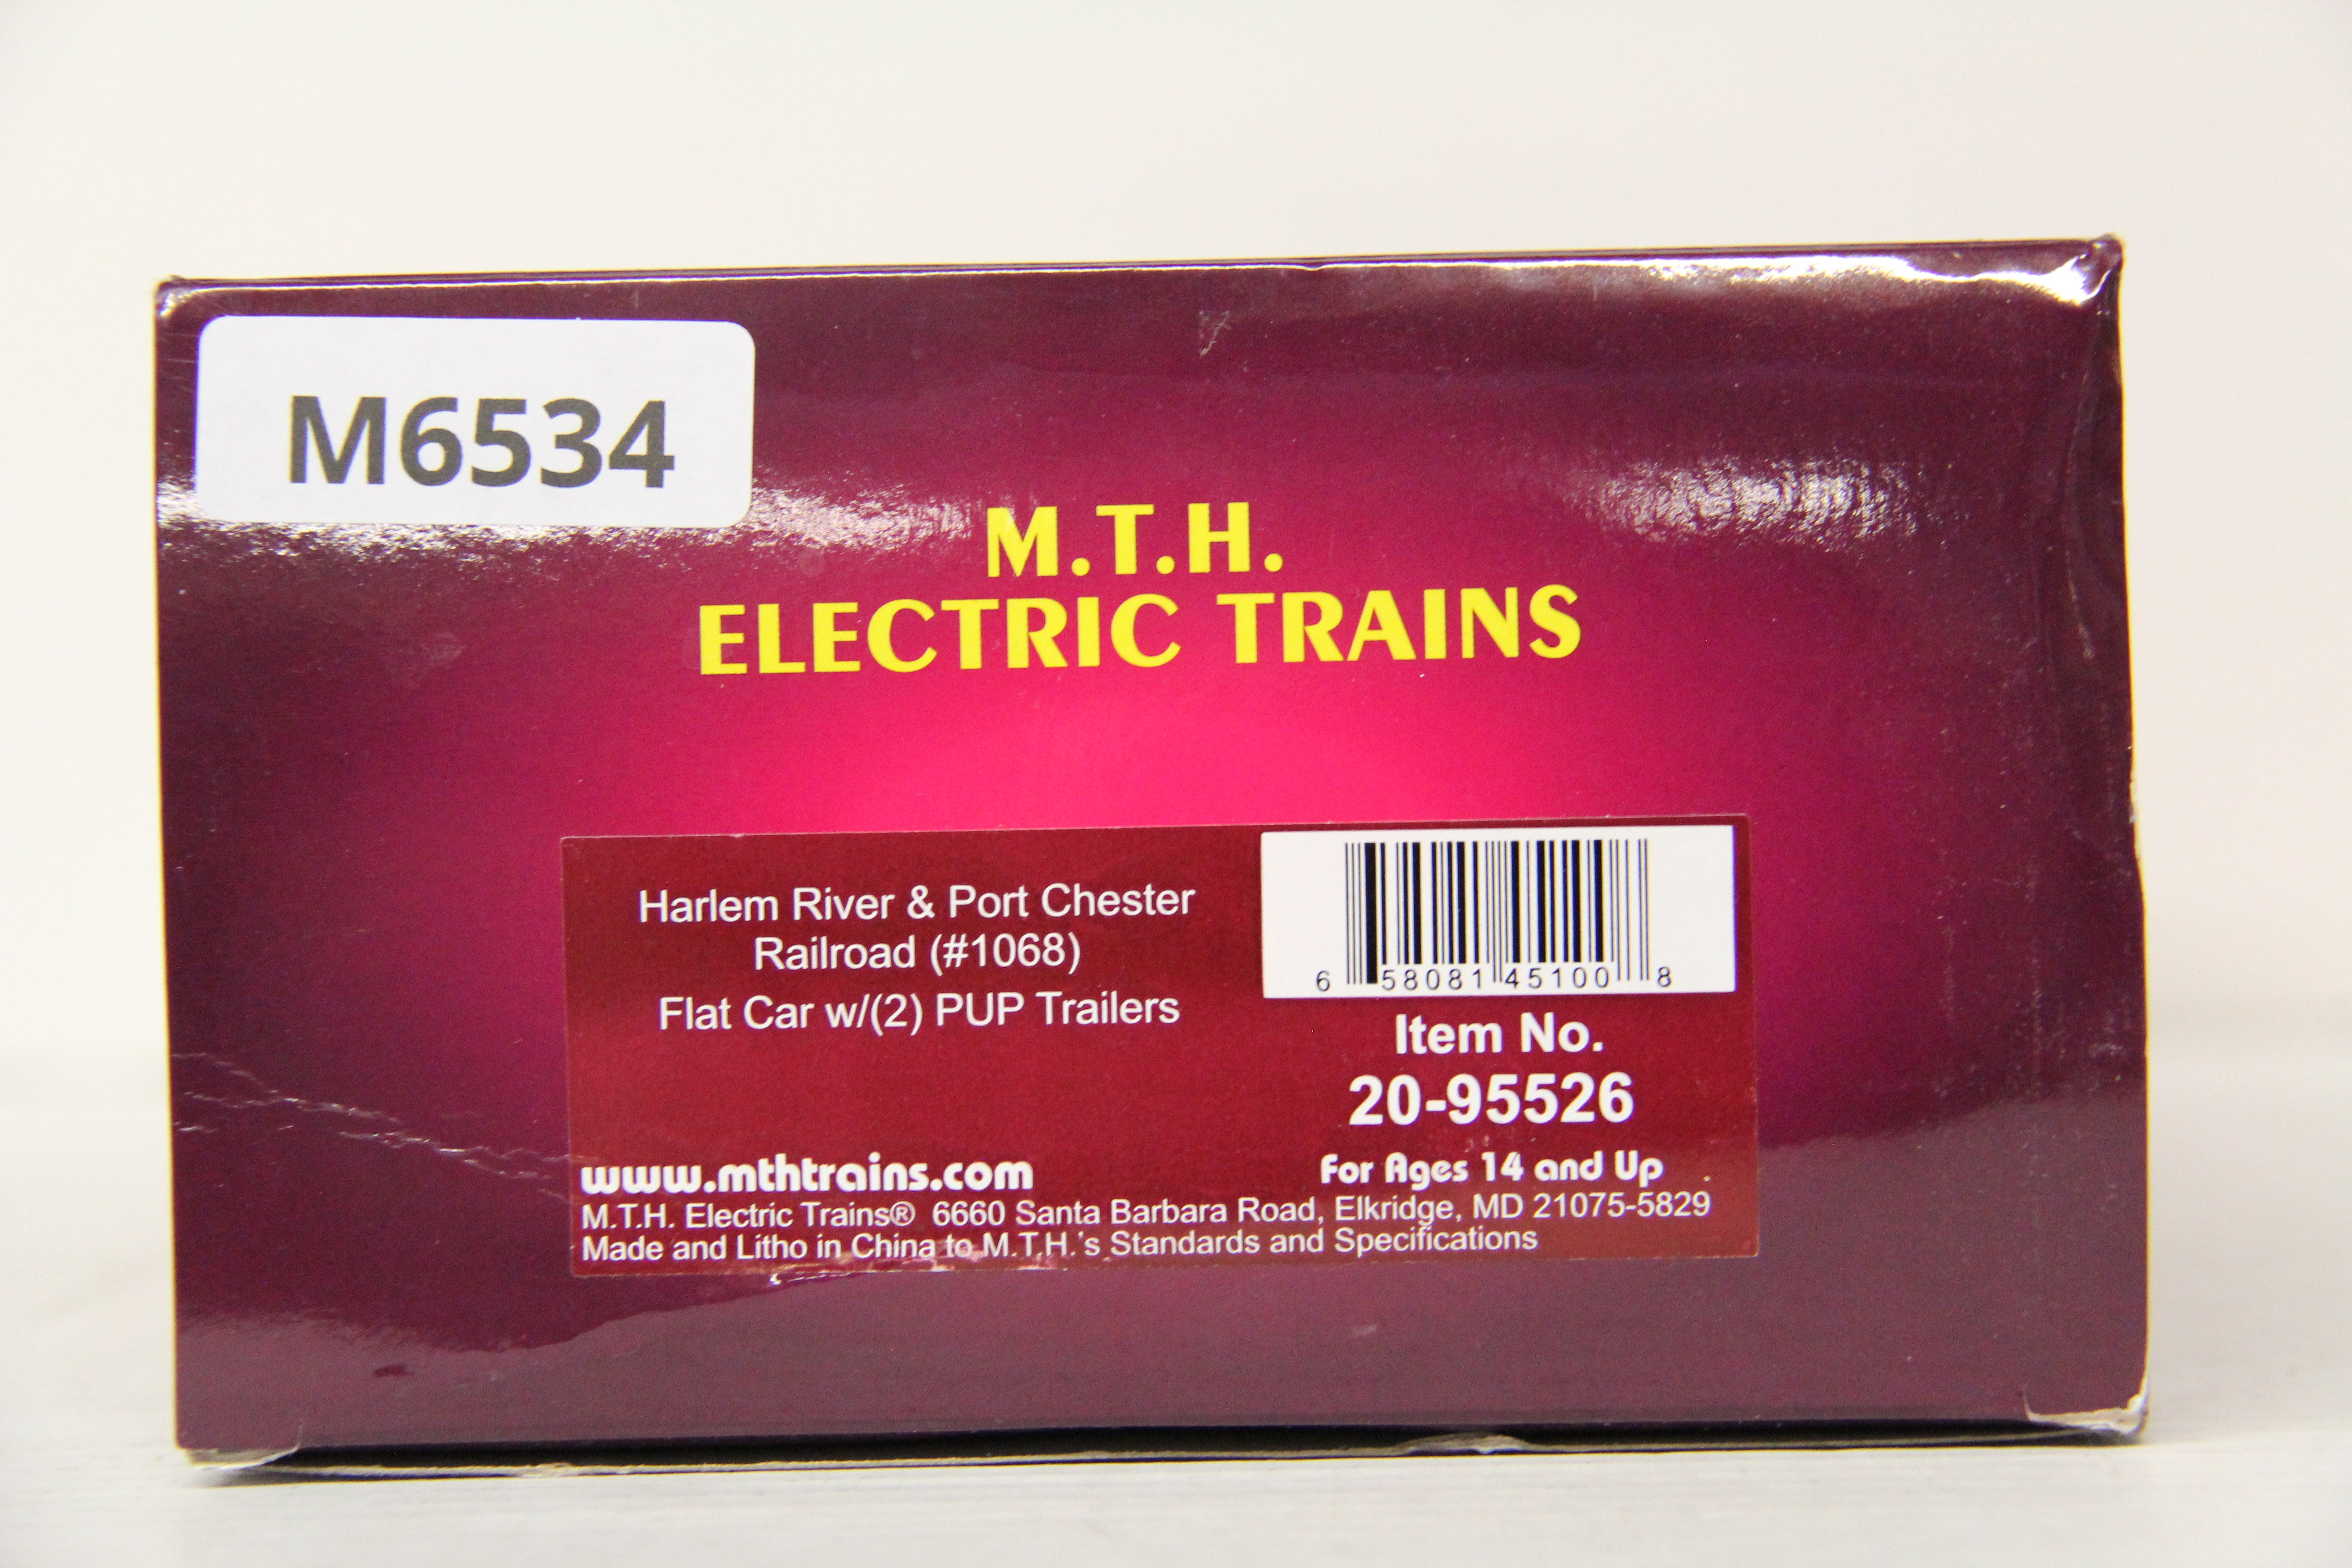 M6534
M.T.H.
ELECTRIC TRAINS
Harlem River & Port Chester
Railroad (#1068)
Flat Car w/(2) PUP Trailers
6 58081 45100 8
Item No.
20-95526
www.mthtrains.com
For Ages 14 and Up
M.T.H. Electric Trains® 6660 Santa Barbara Road, Elkridge, MD 21075-5829
Made and Litho in China to M.T.H.'s Standards and Specifications